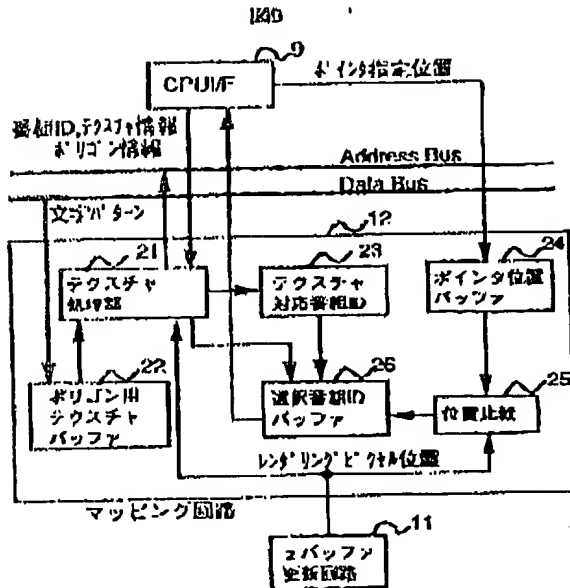 9
CPUI/F
ポインタ指定位置
番組ID,テクスチャ情報
ポリゴン情報
Address Bus
Data Bus
文字パターン
12
21
テクスチャ
処理部
23
テクスチャ
対応番組ID
24
ポインタ位置
バッファ
22
ポリゴン用
テクスチャ
バッファ
26
選択番組ID
バッファ
25
位置比較
レンダリングピクセル位置
マッピング回路
11
zバッファ
更新回路